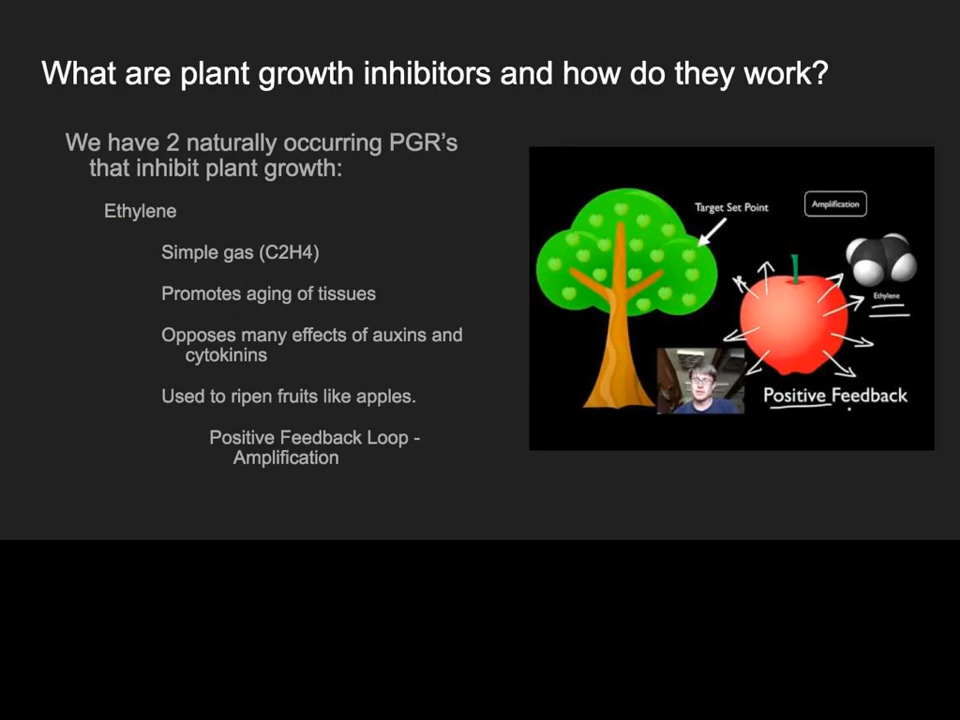 What are plant growth inhibitors and how do they work?
We have 2 naturally occurring PGR's
that inhibit plant growth:
Ethylene
Simple gas (C2H4)
Promotes aging of tissues
Opposes many effects of auxins and
cytokinins
Used to ripen fruits like apples.
Positive Feedback Loop -
Amplification
Target Set Point
Amplification
Ethylene
Positive Feedback